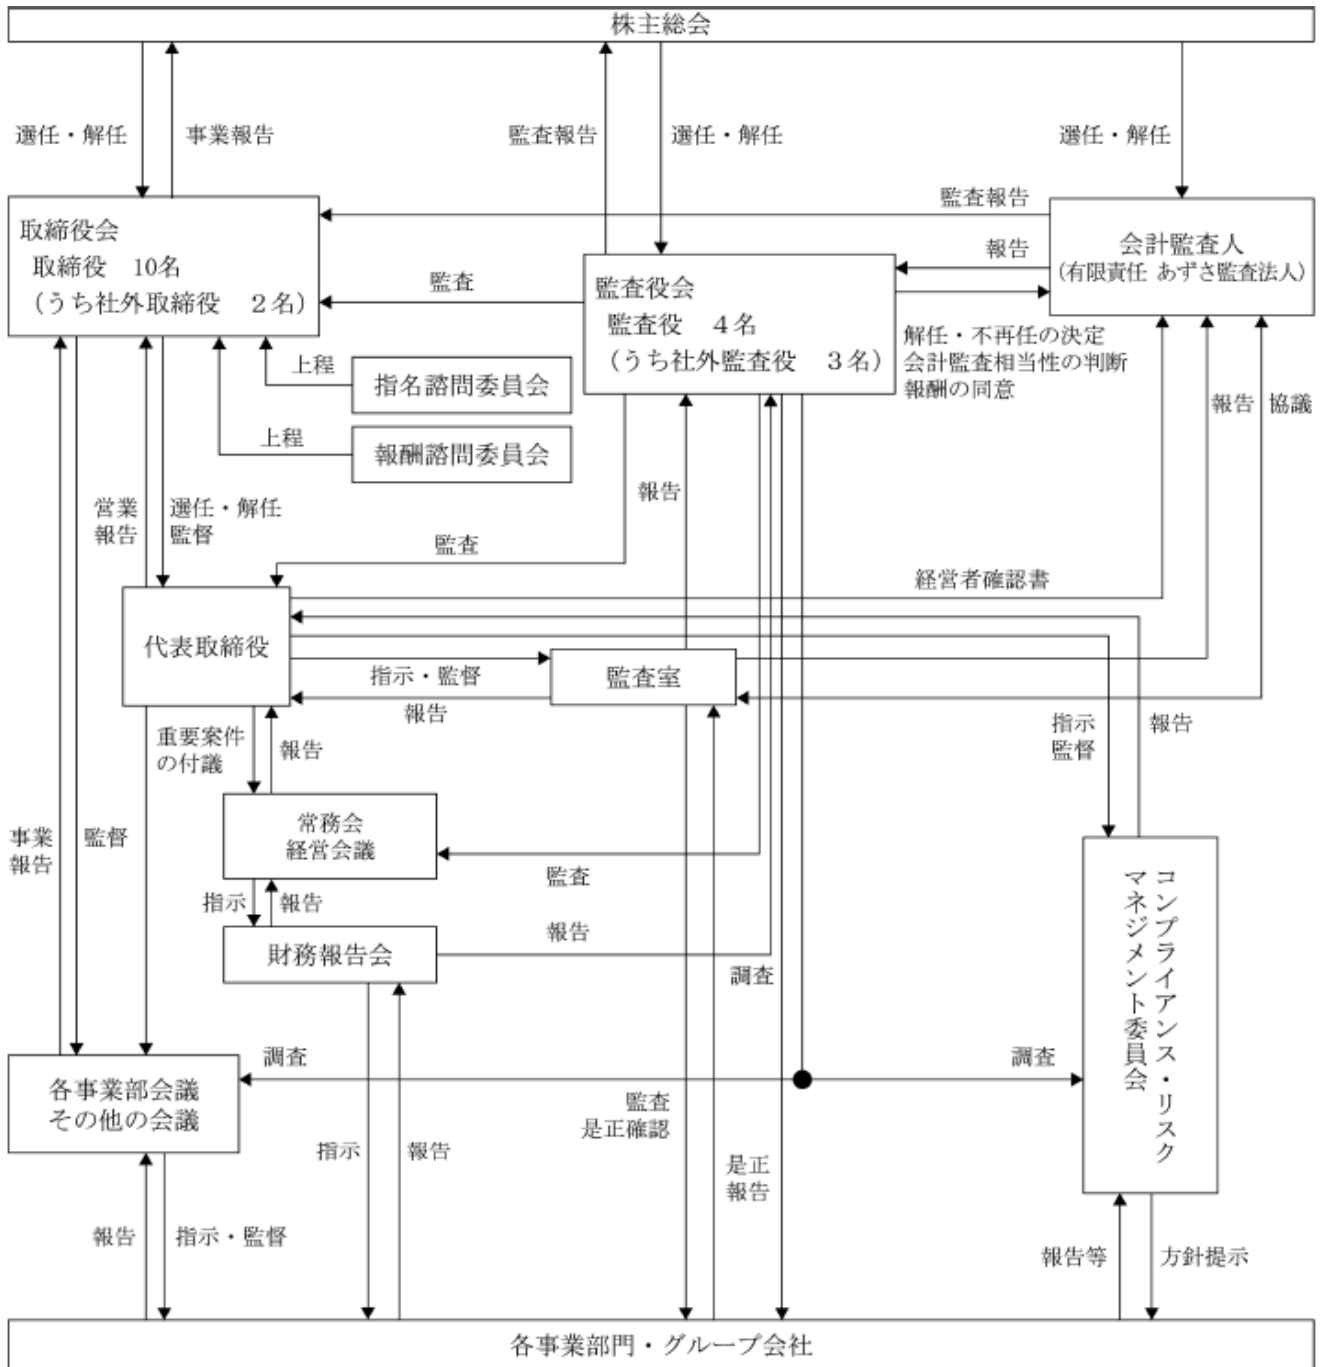 株主総会
選任・解任
事業報告
監査報告
選任・解任
選任・解任
取締役会
取締役　10名
（うち社外取締役　２名）
監査報告
会計監査人
（有限責任 あずさ監査法人）
報告
監査
監査役会
監査役　４名
（うち社外監査役　３名）
解任・不再任の決定
会計監査相当性の判断
報酬の同意
上程
指名諮問委員会
上程
報酬諮問委員会
報告
協議
営業
報告
選任・解任
監督
報告
監査
経営者確認書
代表取締役
指示・監督
監査室
報告
重要案件
の付議
報告
指示
監督
報告
常務会
経営会議
監査
事業
報告
監督
指示
報告
財務報告会
報告
調査
コンプライアンス・リスク
マネジメント委員会
各事業部会議
その他の会議
調査
調査
監査
是正確認
指示
報告
是正
報告
報告
指示・監督
報告等
方針提示
各事業部門・グループ会社